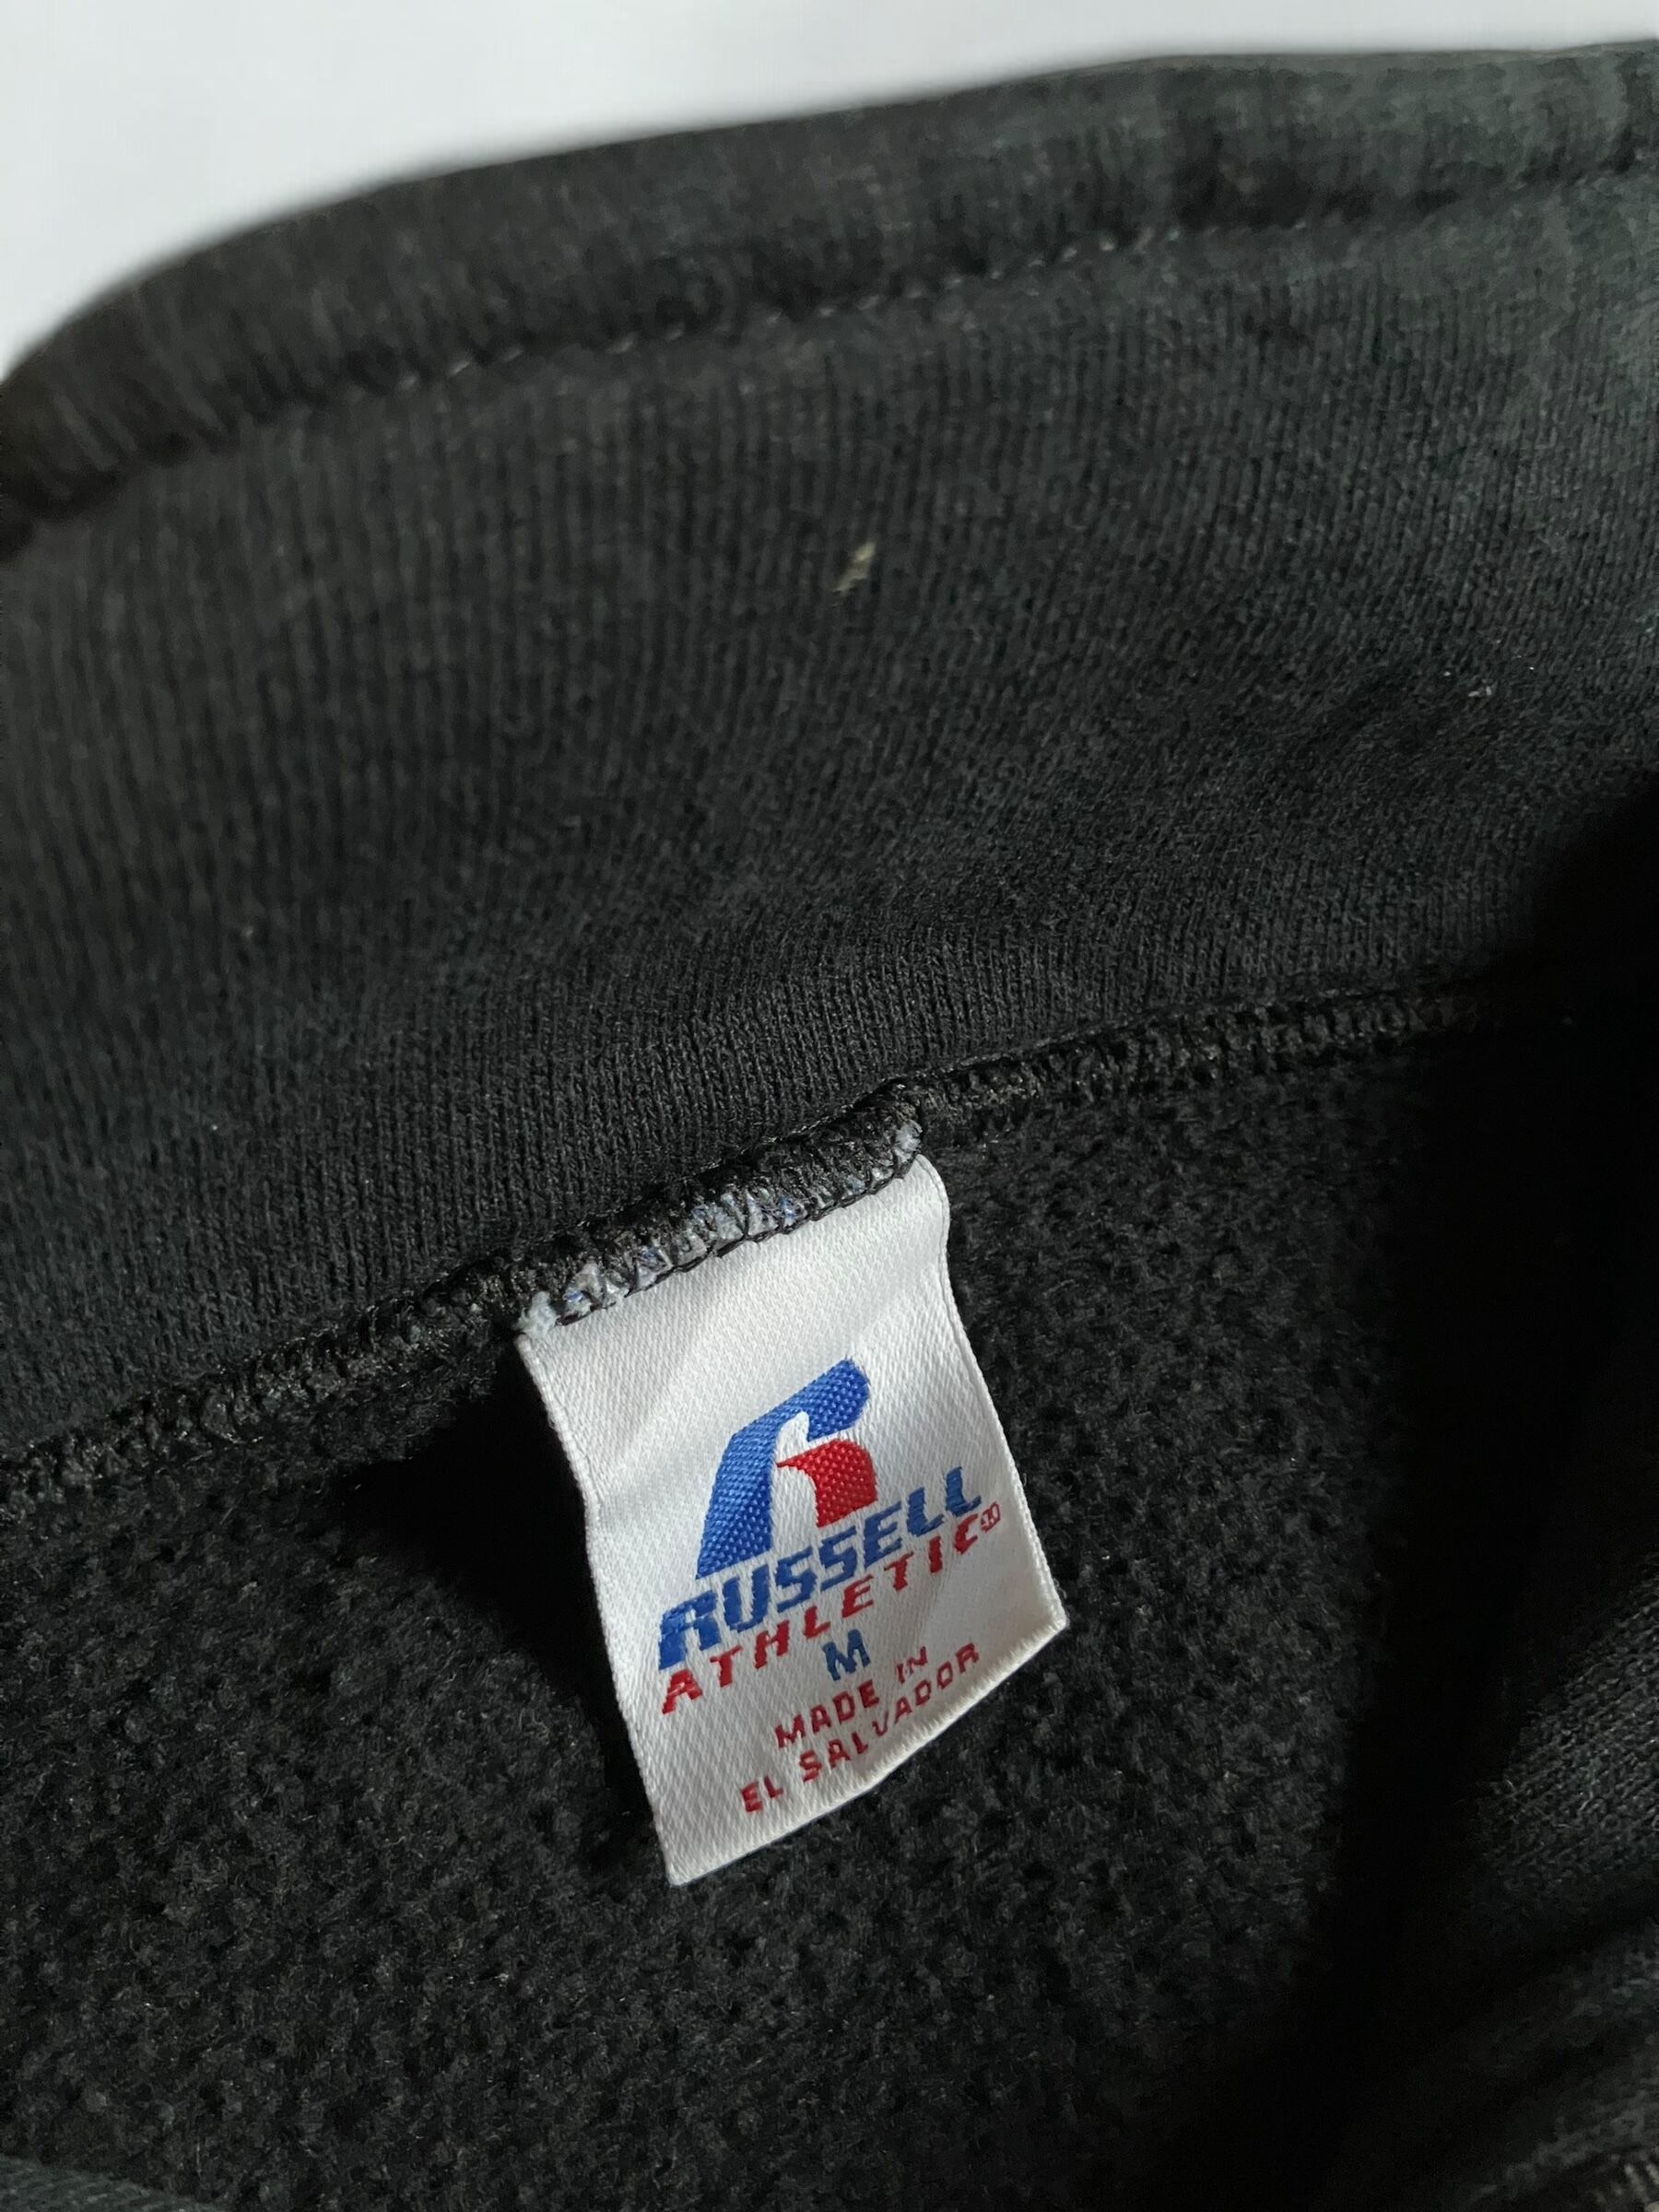 RUSSELL
ATHLETIC®
M
MADE IN
EL SALVADOR